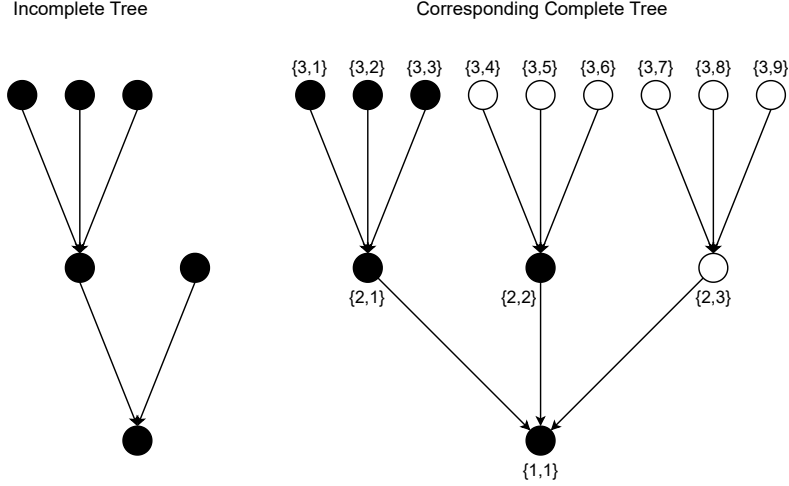 Incomplete Tree
Corresponding Complete Tree
{3,1} {3,2} {3,3} {3,4} {3,5} {3,6} {3,7} {3,8} {3,9}
{2,1} {2,2} {2,3}
{1,1}